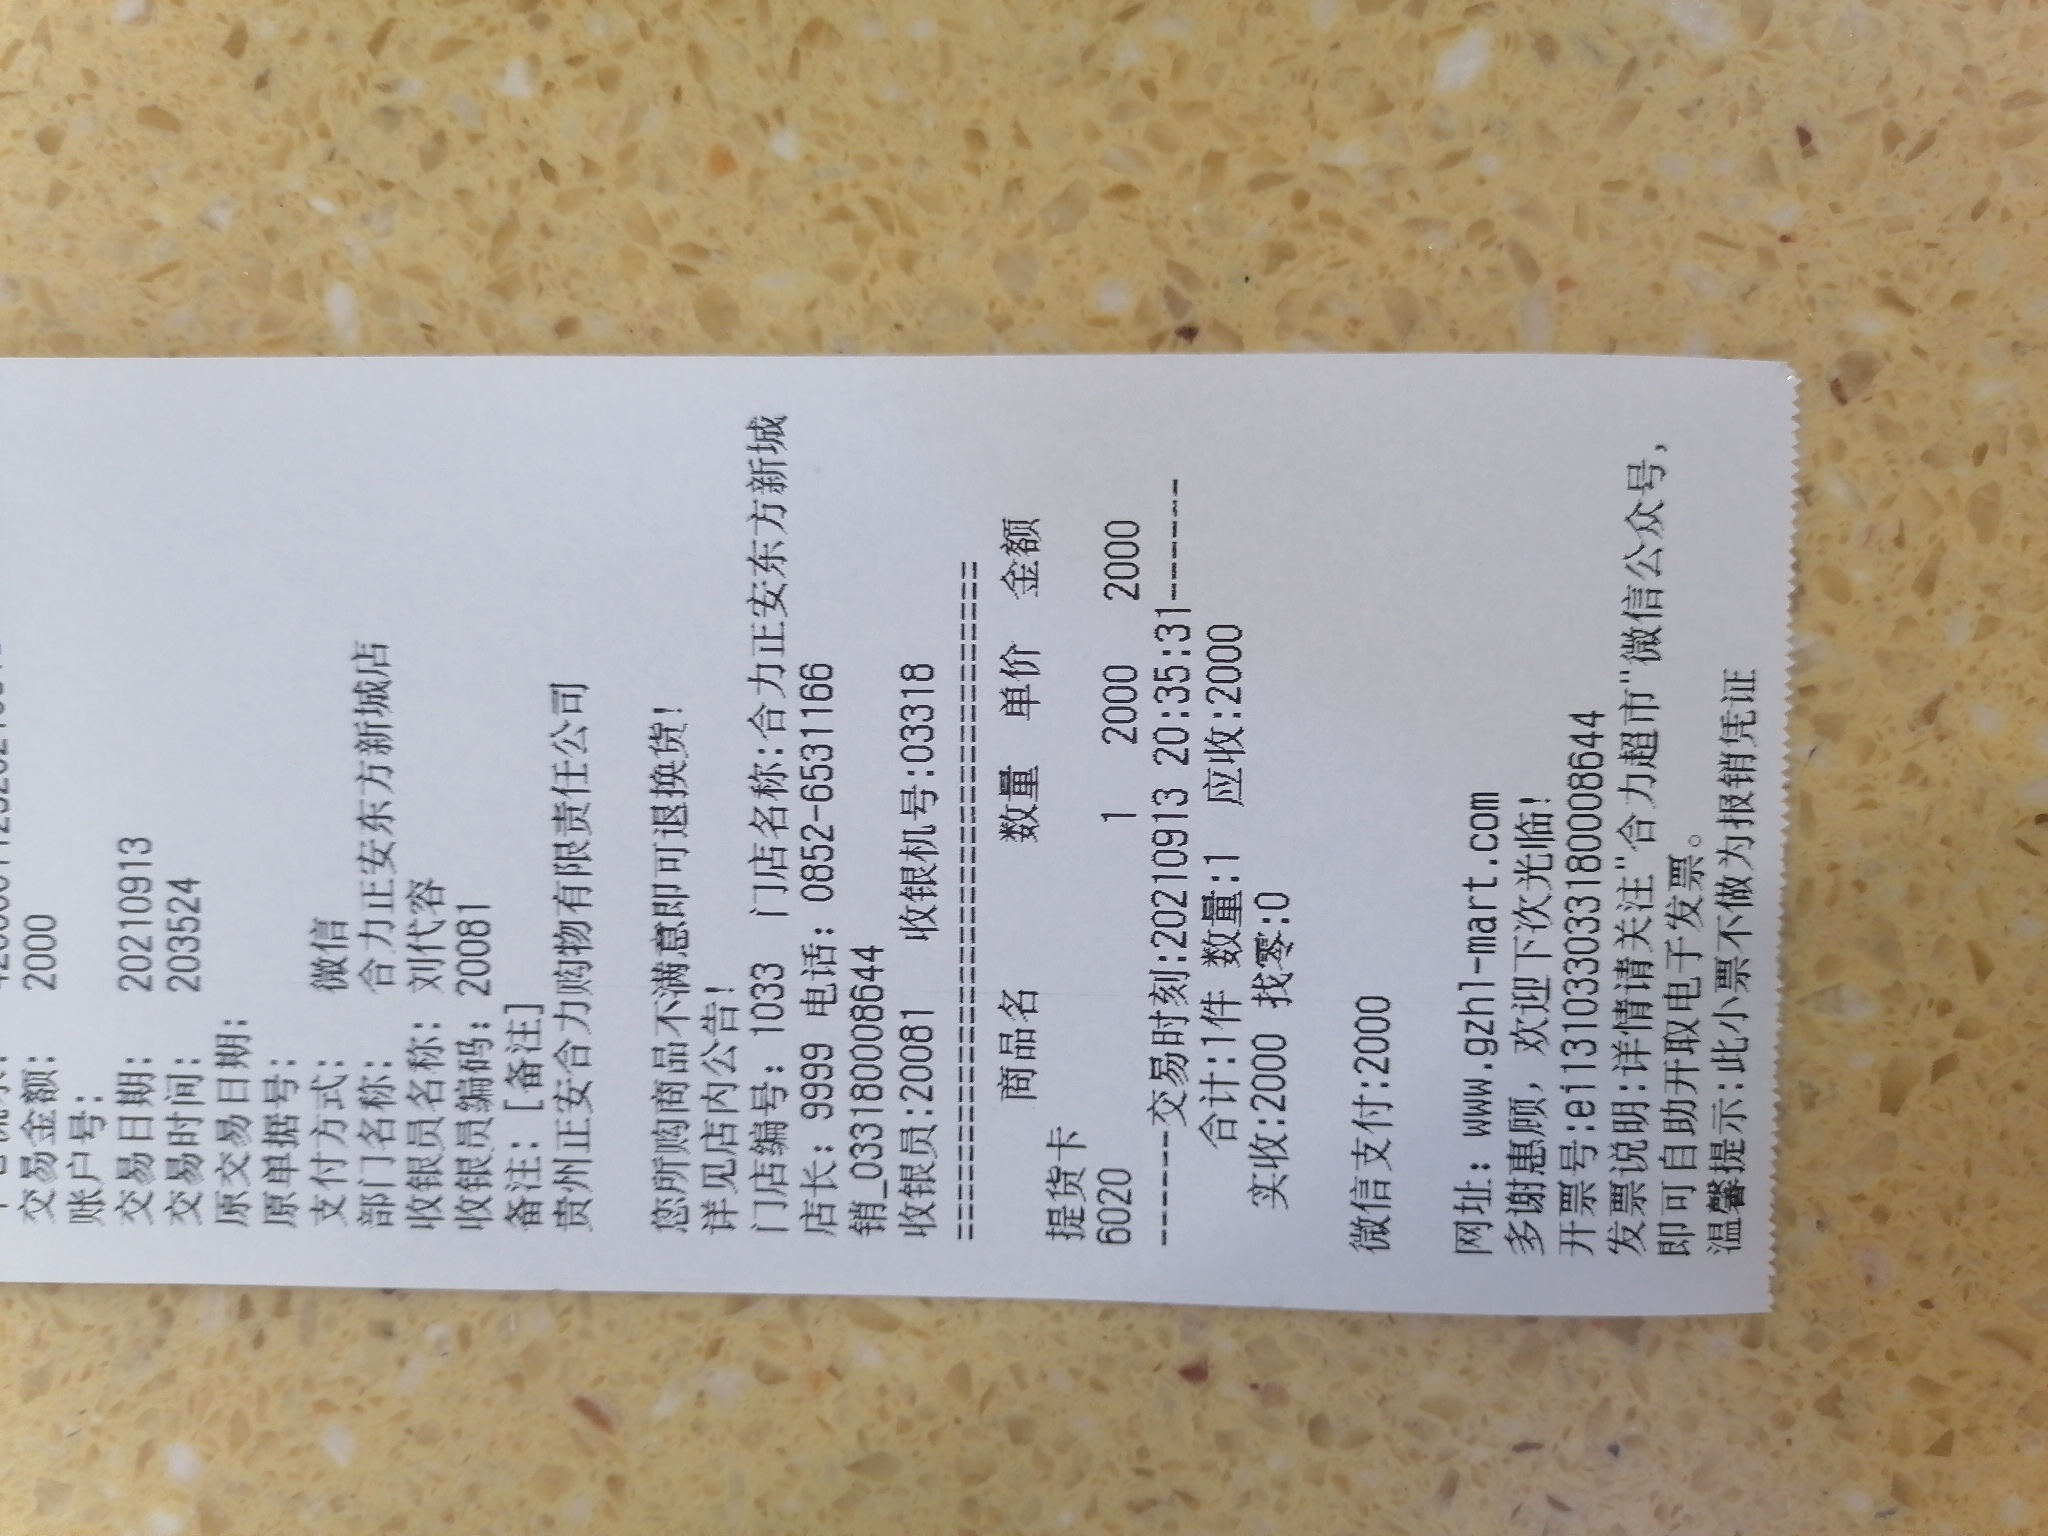 交易金额: 2000
账户号:
交易日期: 20210913
交易时间: 203524
原交易日期:
原单据号:
支付方式: 微信
部门名称: 合力正安东方新城店
收银员名称: 刘代容
收银员编码: 20081
备注: [备注]
贵州正安合力购物有限责任公司
您所购商品不满意即可退换货!
详见店内公告!
门店编号: 1033 门店名称:合力正安东方新城
店长: 9999 电话: 0852-6531166
销_033180008644
收银员:20081 收银机号:03318
========================================
商品名 数量 单价 金额
提货卡
6020 1 2000 2000
-------交易时刻:20210913 20:35:31-------
合计:1件 数量:1 应收:2000
实收:2000 找零:0
微信支付:2000
网址: www.gzhl-mart.com
多谢惠顾, 欢迎下次光临!
开票号:ei131033033180008644
发票说明:详情请关注"合力超市"微信公众号,
即可自助开取电子发票。
温馨提示:此小票不做为报销凭证